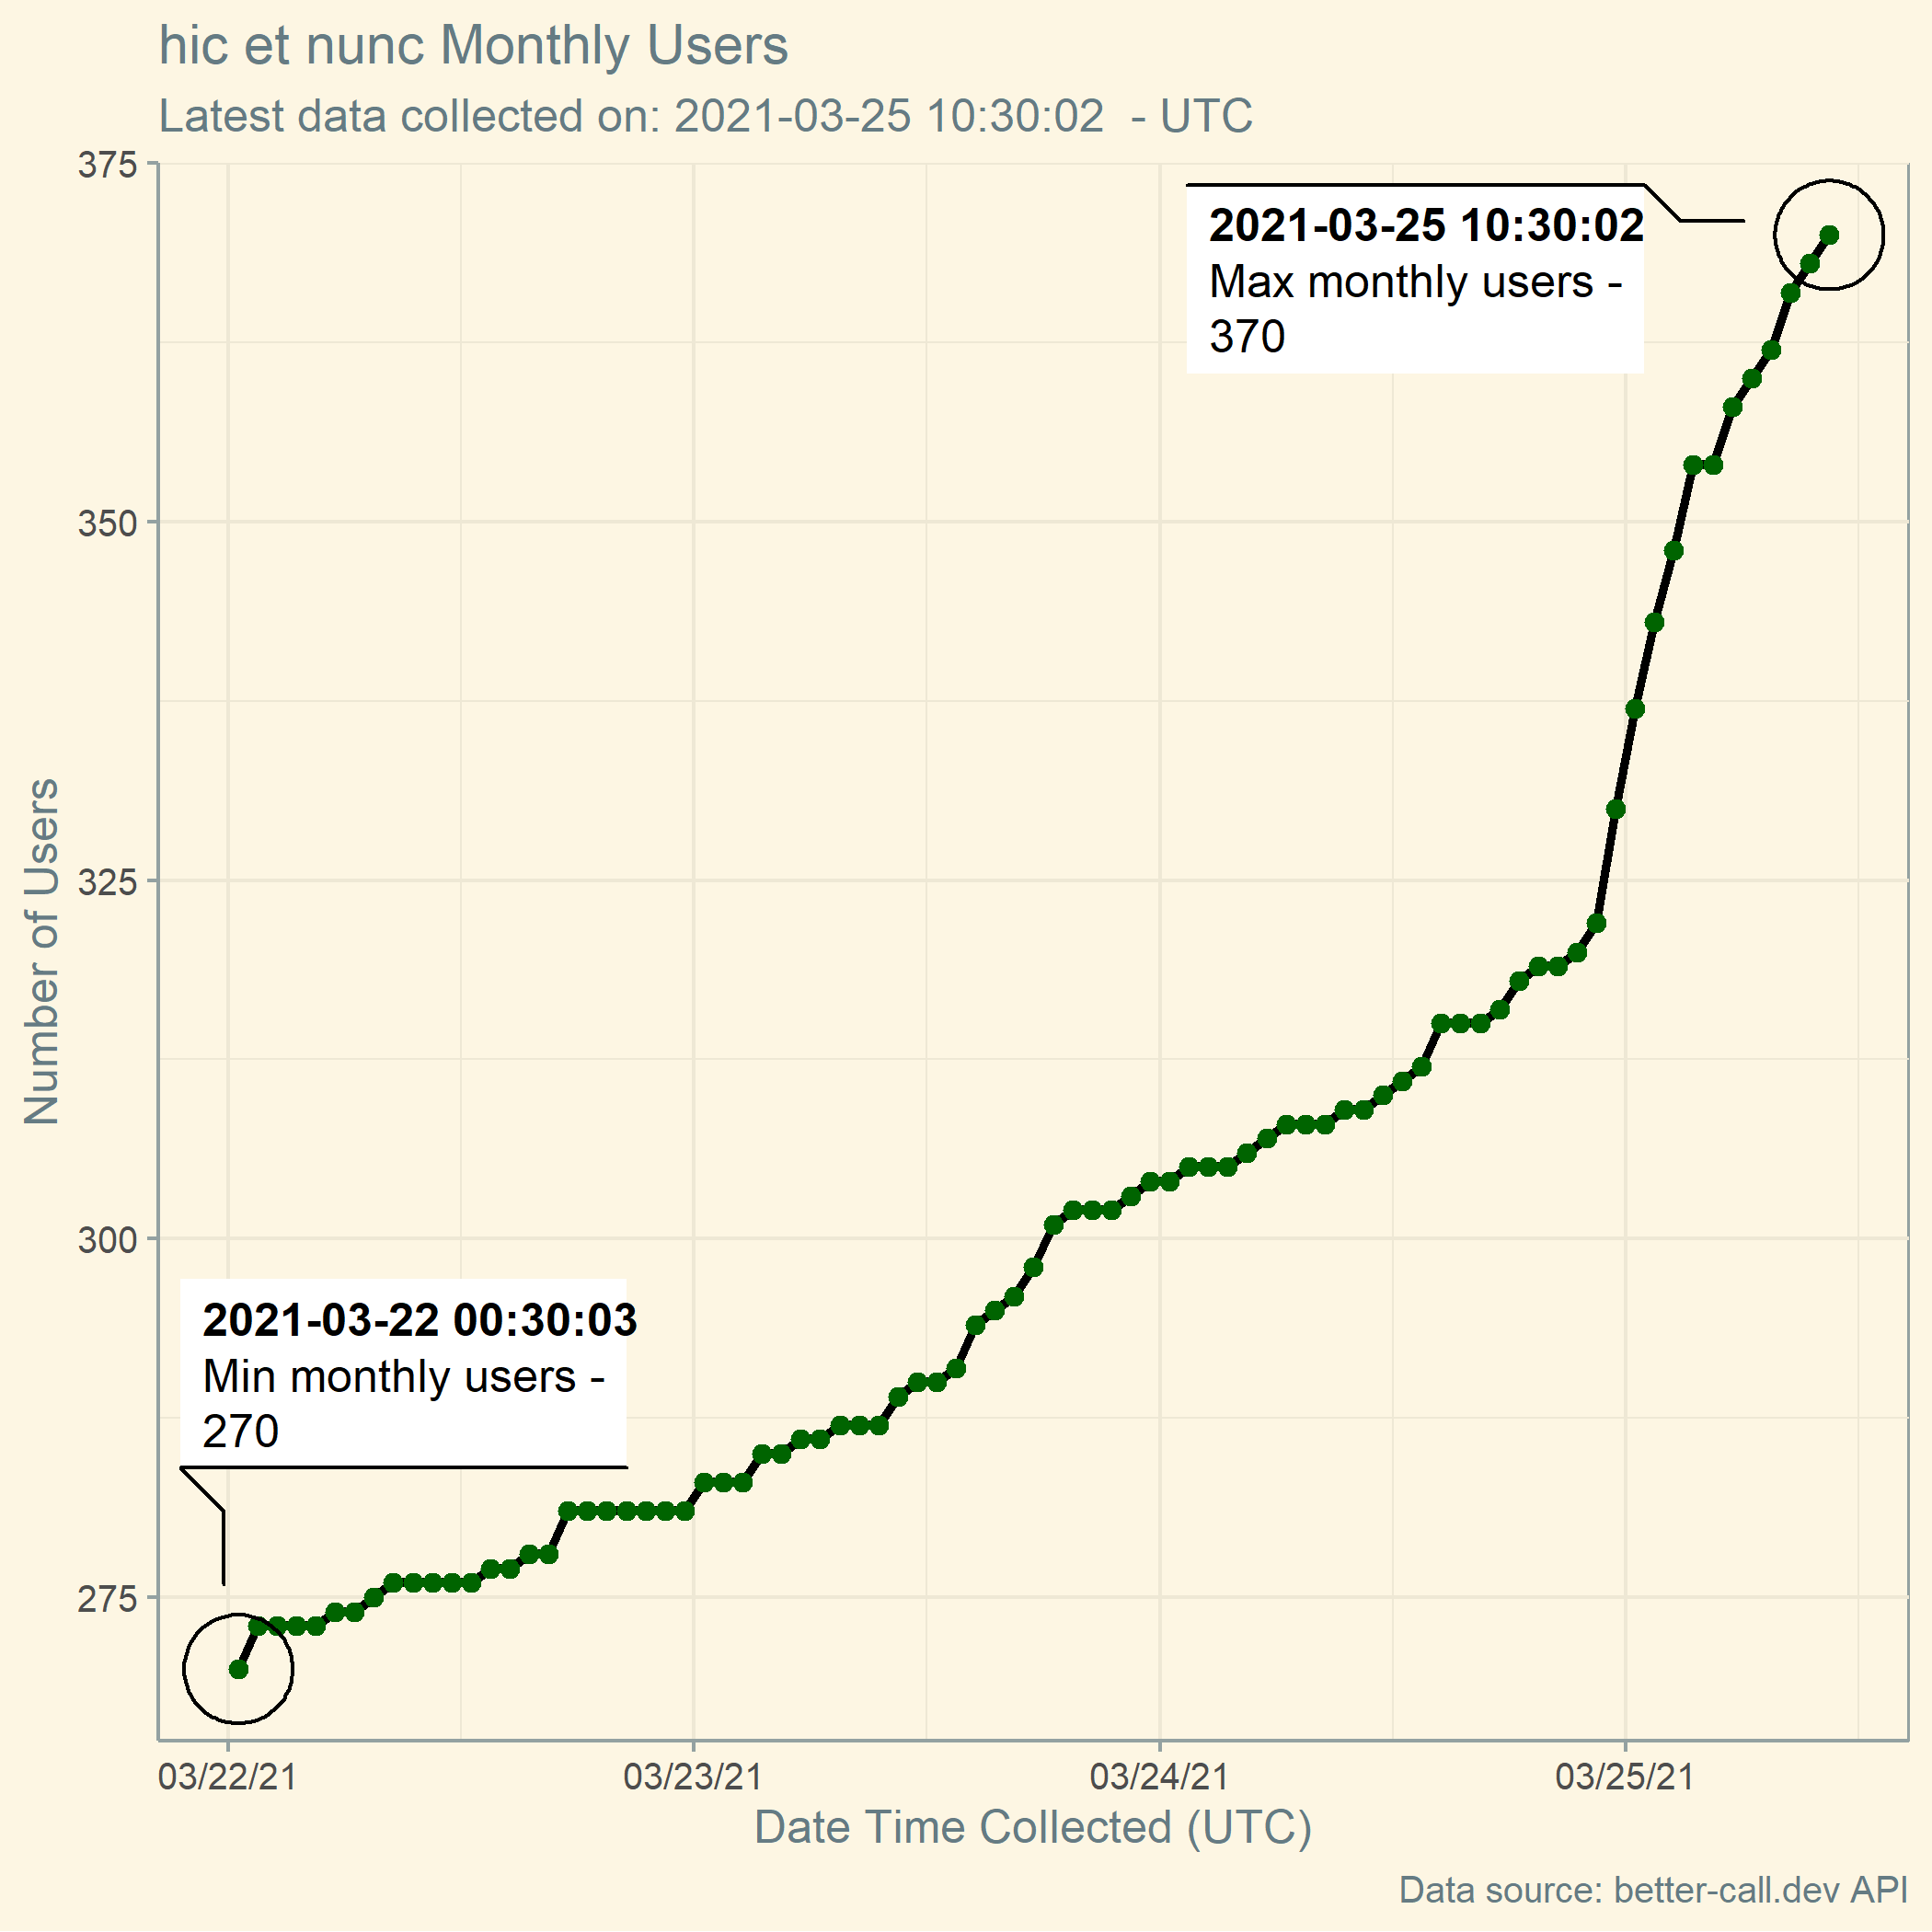 hic et nunc Monthly Users
Latest data collected on: 2021-03-25 10:30:02  - UTC
375
2021-03-25 10:30:02
Max monthly users -
370
350
325
Number of Users
300
2021-03-22 00:30:03
Min monthly users -
270
275
03/22/21
03/23/21
03/24/21
03/25/21
Date Time Collected (UTC)
Data source: better-call.dev API